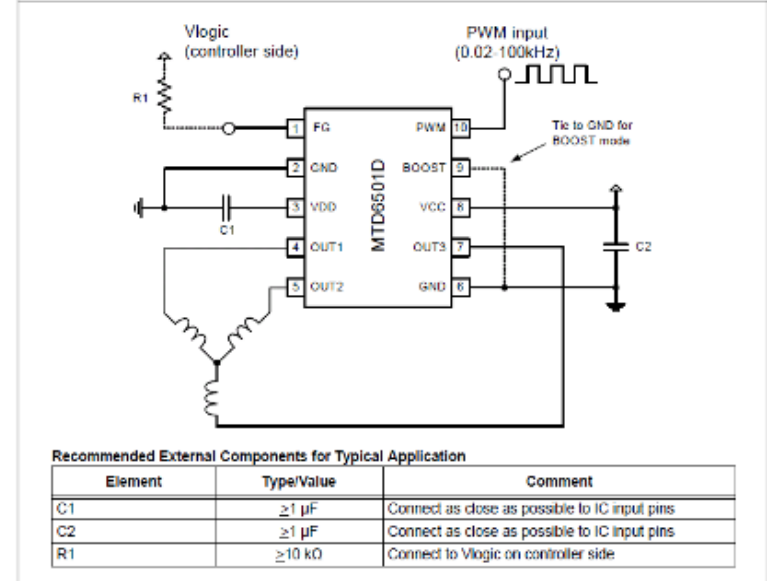 Vlogic
(controller side)
PWM input
(0.02-100kHz)
R1
Tie to GND for
BOOST mode
1 FG
PWM 10
2 GND
BOOST 9
3 VDD
VCC 8
4 OUT1
OUT3 7
5 OUT2
GND 6
MTD6501D
C1
C2
Recommended External Components for Typical Application
Element Type/Value Comment
C1 ≥1 µF Connect as close as possible to IC input pins
C2 ≥1 µF Connect as close as possible to IC input pins
R1 ≥10 kΩ Connect to Vlogic on controller side